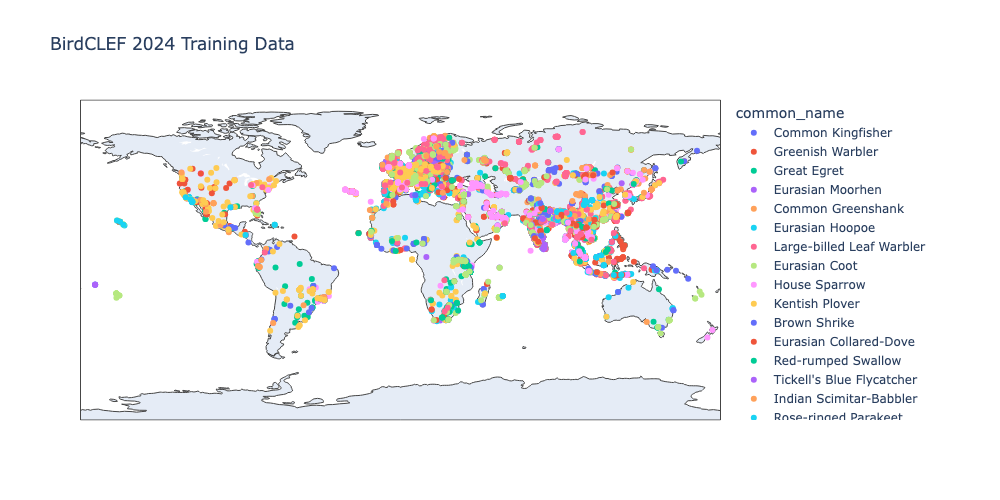 BirdCLEF 2024 Training Data
common_name
Common Kingfisher
Greenish Warbler
Great Egret
Eurasian Moorhen
Common Greenshank
Eurasian Hoopoe
Large-billed Leaf Warbler
Eurasian Coot
House Sparrow
Kentish Plover
Brown Shrike
Eurasian Collared-Dove
Red-rumped Swallow
Tickell's Blue Flycatcher
Indian Scimitar-Babbler
Rose-ringed Parakeet